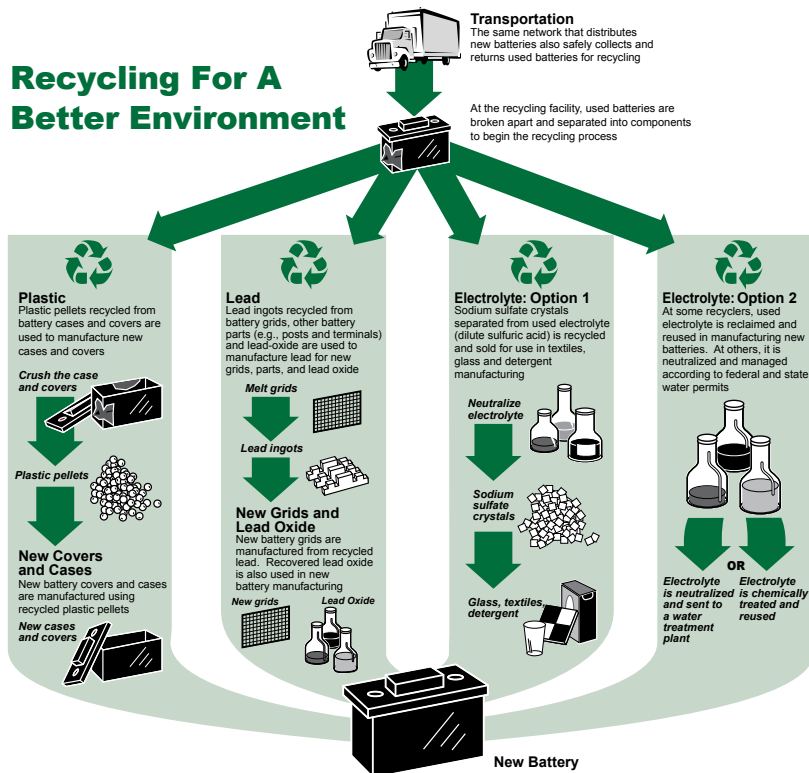 Transportation
The same network that distributes
new batteries also safely collects and
returns used batteries for recycling
Recycling For A
Better Environment
At the recycling facility, used batteries are
broken apart and separated into components
to begin the recycling process
Plastic
Plastic pellets recycled from
battery cases and covers are
used to manufacture new
cases and covers
Crush the case
and covers
Plastic pellets
New Covers
and Cases
New battery covers and cases
are manufactured using
recycled plastic pellets
New cases
and covers
Lead
Lead ingots recycled from
battery grids, other battery
parts (e.g., posts and terminals)
and lead-oxide are used to
manufacture lead for new
grids, parts, and lead oxide
Melt grids
Lead ingots
New Grids and
Lead Oxide
New battery grids are
manufactured from recycled
lead. Recovered lead oxide
is also used in new
battery manufacturing
New grids
Lead Oxide
Electrolyte: Option 1
Sodium sulfate crystals
separated from used electrolyte
(dilute sulfuric acid) is recycled
and sold for use in textiles,
glass and detergent
manufacturing
Neutralize
electrolyte
Sodium
sulfate
crystals
Glass, textiles,
detergent
Electrolyte: Option 2
At some recyclers, used
electrolyte is reclaimed and
reused in manufacturing new
batteries. At others, it is
neutralized and managed
according to federal and state
water permits
OR
Electrolyte
is neutralized
and sent to
a water
treatment
plant
Electrolyte
is chemically
treated and
reused
New Battery